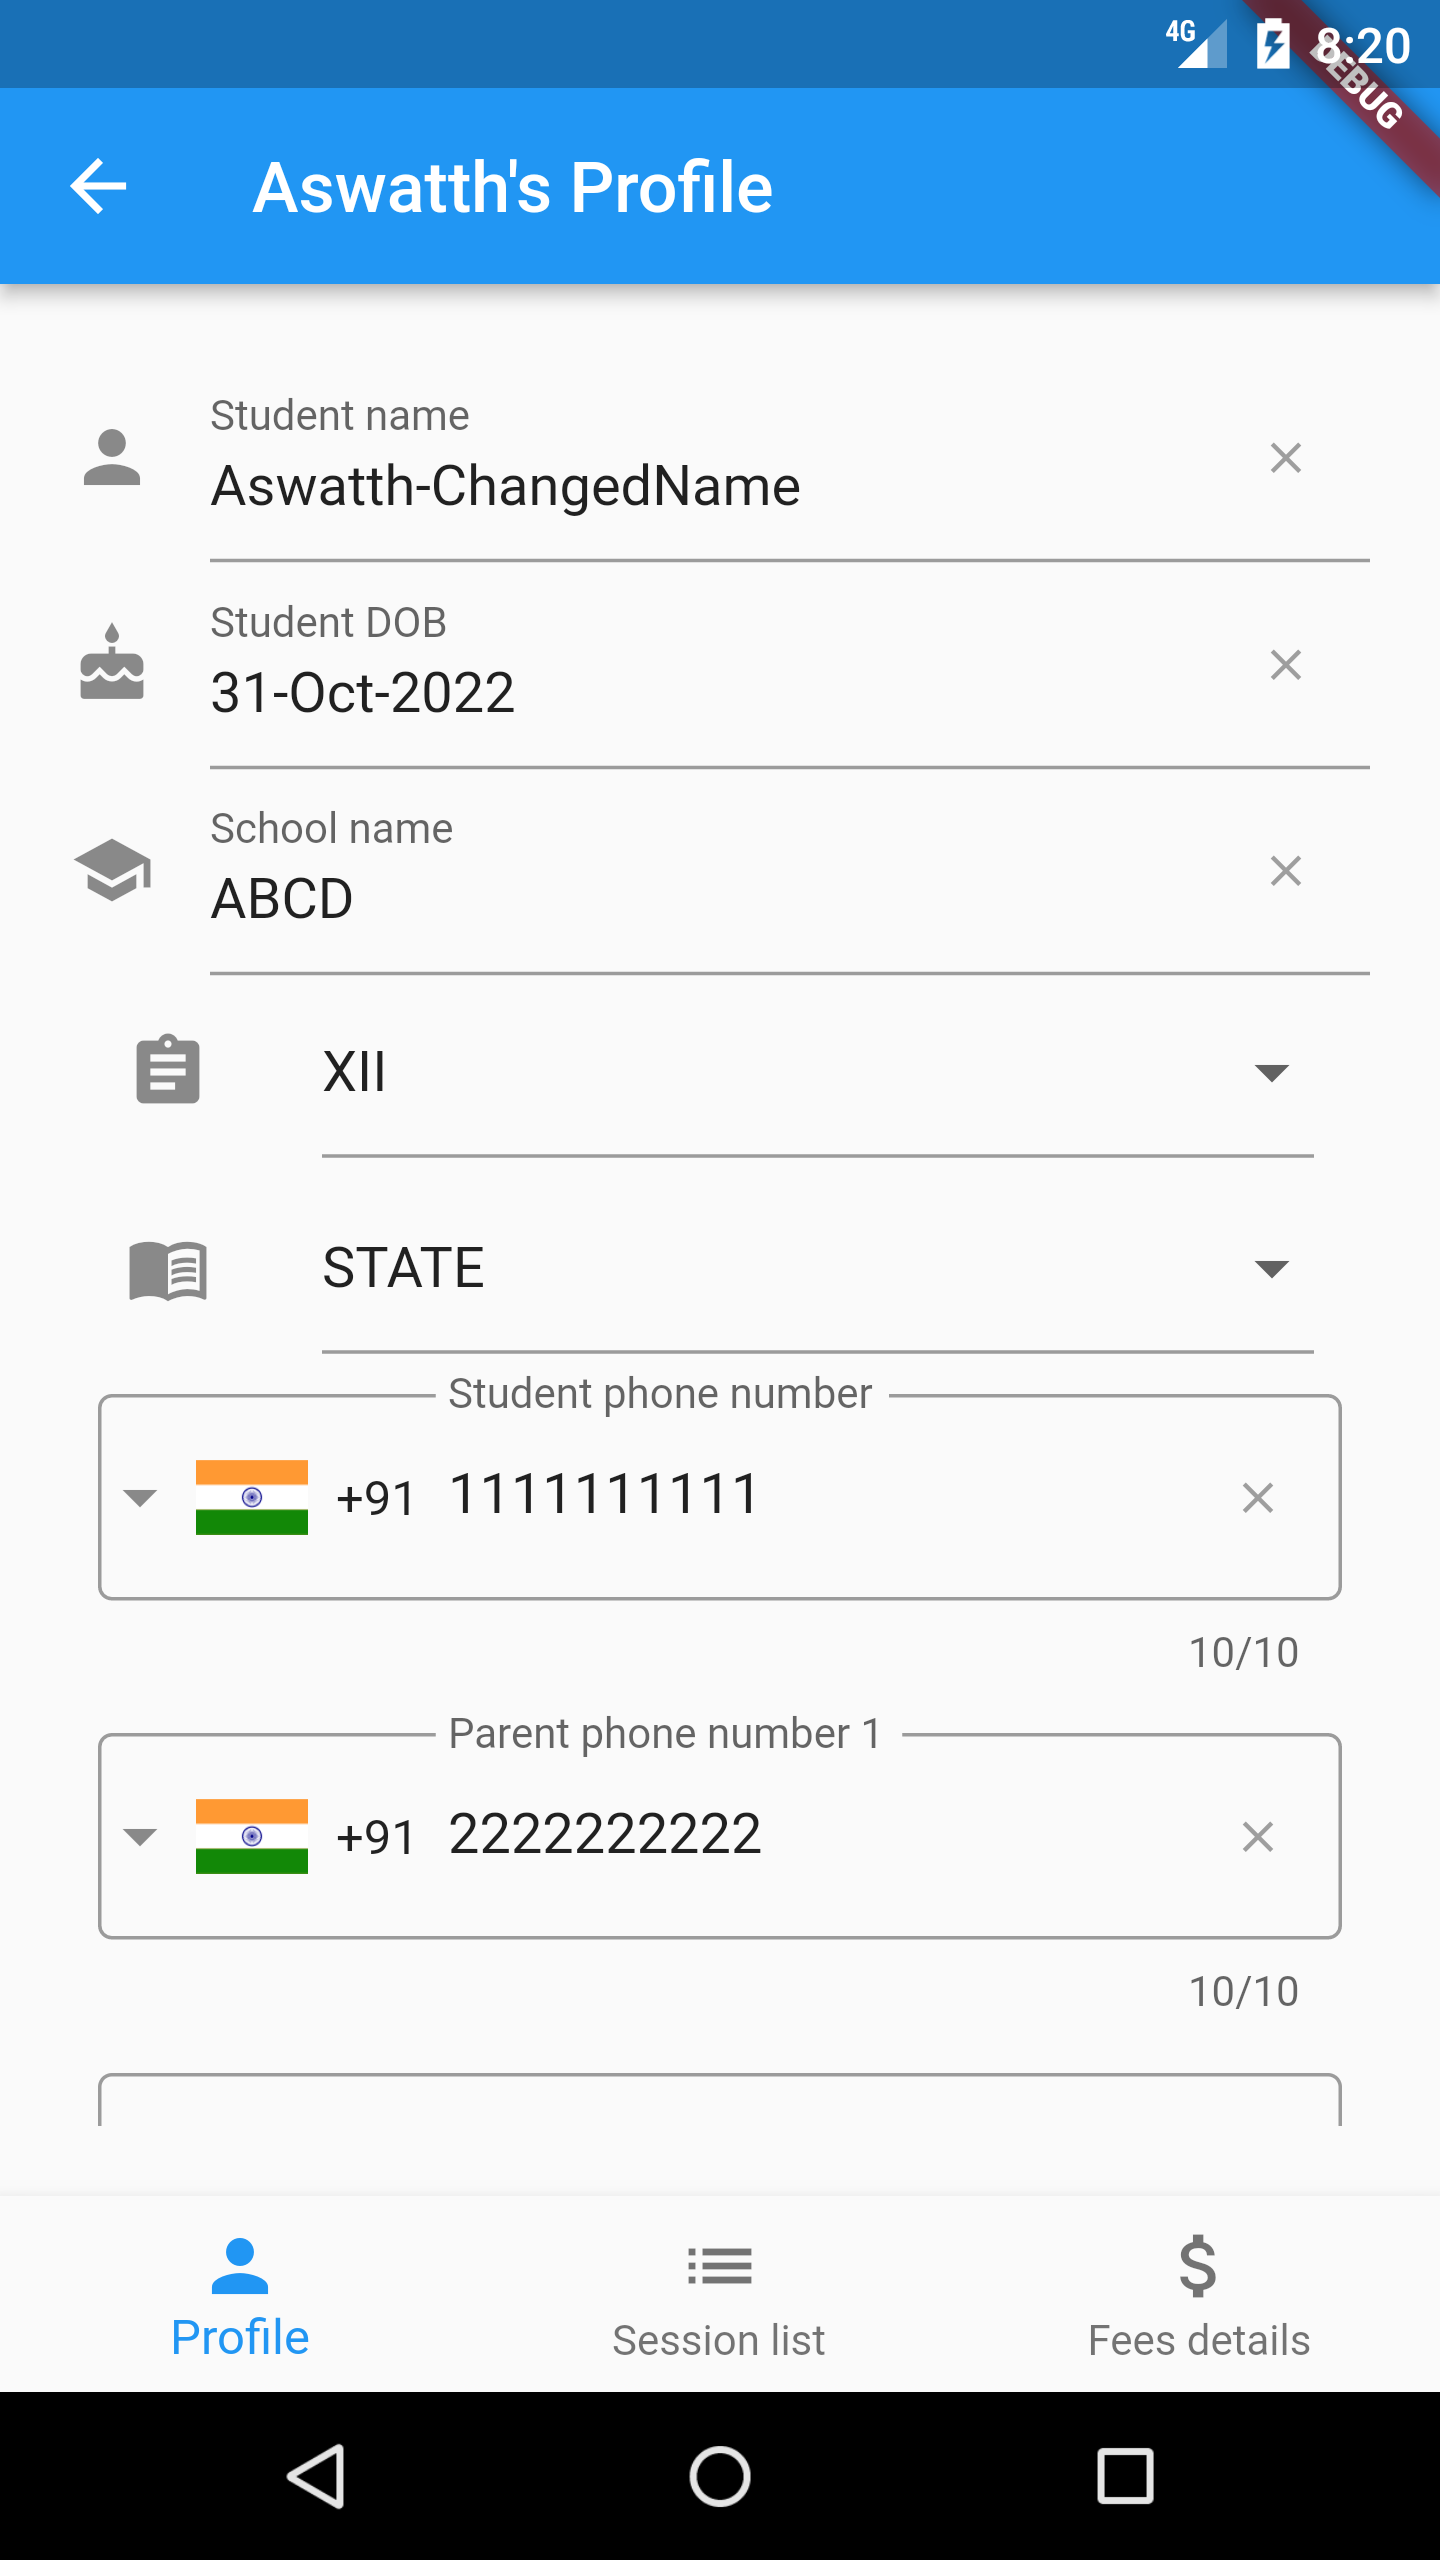 4G
8:20
DEBUG
Aswatth's Profile
Student name
Aswatth-ChangedName
Student DOB
31-Oct-2022
School name
ABCD
XII
STATE
Student phone number
+91 1111111111
10/10
Parent phone number 1
+91 2222222222
10/10
Profile
Session list
Fees details